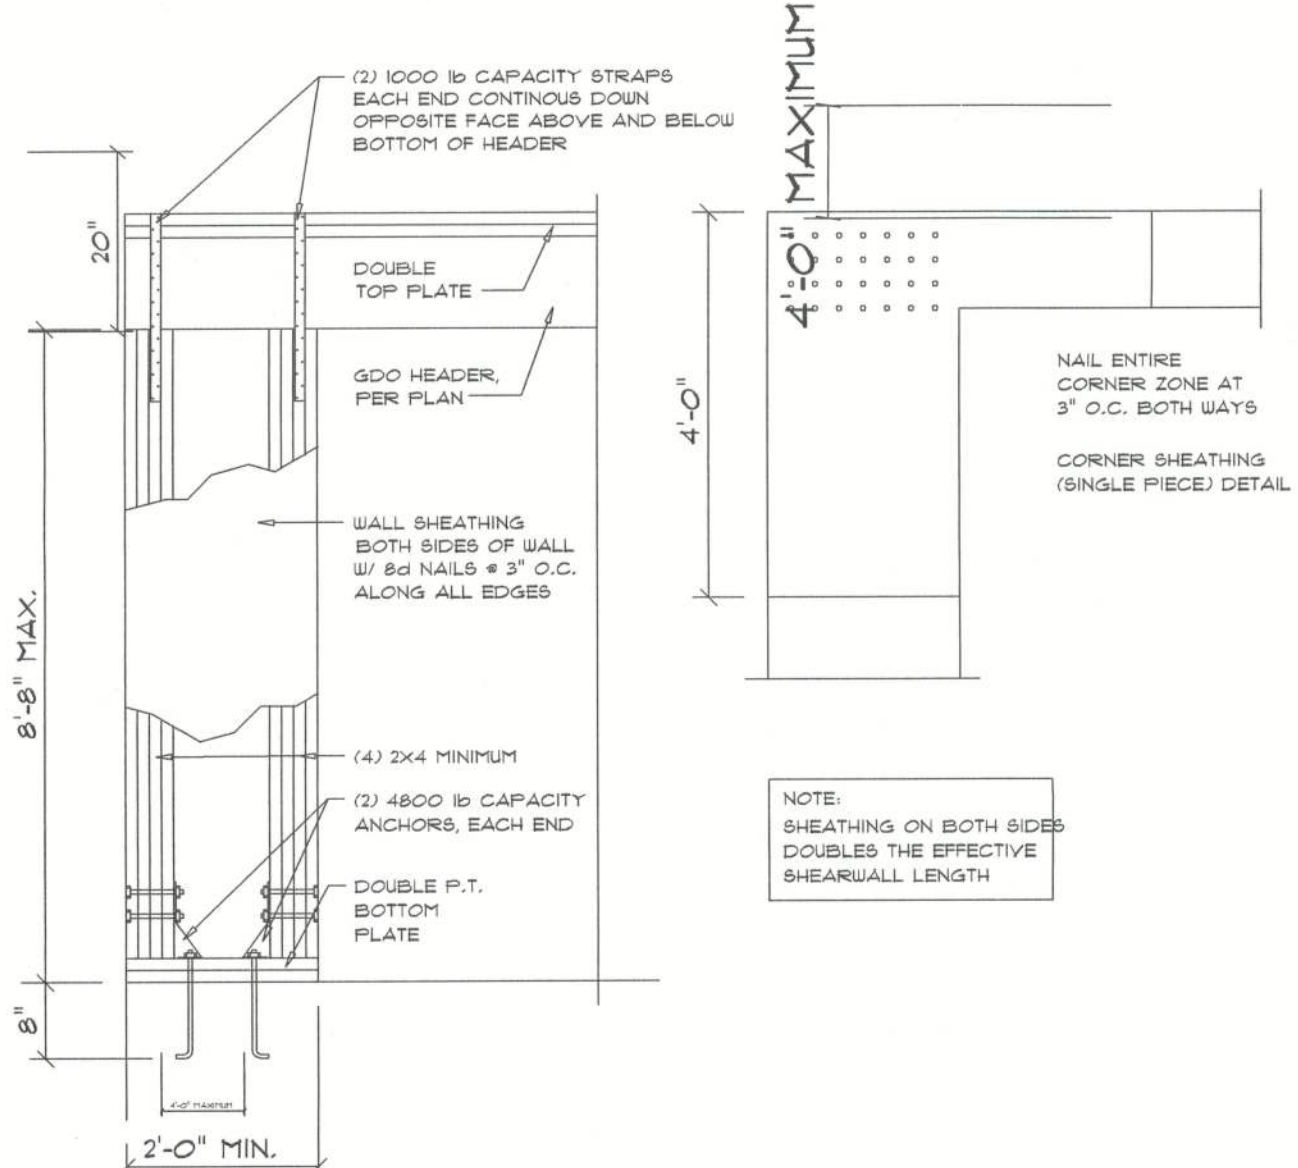 (2) 1000 lb CAPACITY STRAPS
EACH END CONTINOUS DOWN
OPPOSITE FACE ABOVE AND BELOW
BOTTOM OF HEADER
20"
DOUBLE
TOP PLATE
GDO HEADER,
PER PLAN
WALL SHEATHING
BOTH SIDES OF WALL
W/ 8d NAILS @ 3" O.C.
ALONG ALL EDGES
8'-8" MAX.
(4) 2X4 MINIMUM
(2) 4800 lb CAPACITY
ANCHORS, EACH END
DOUBLE P.T.
BOTTOM
PLATE
8"
4'-0" MAXIMUM
2'-0" MIN.
4'-0" MAXIMUM
4'-0"
NAIL ENTIRE
CORNER ZONE AT
3" O.C. BOTH WAYS
CORNER SHEATHING
(SINGLE PIECE) DETAIL
NOTE:
SHEATHING ON BOTH SIDES
DOUBLES THE EFFECTIVE
SHEARWALL LENGTH